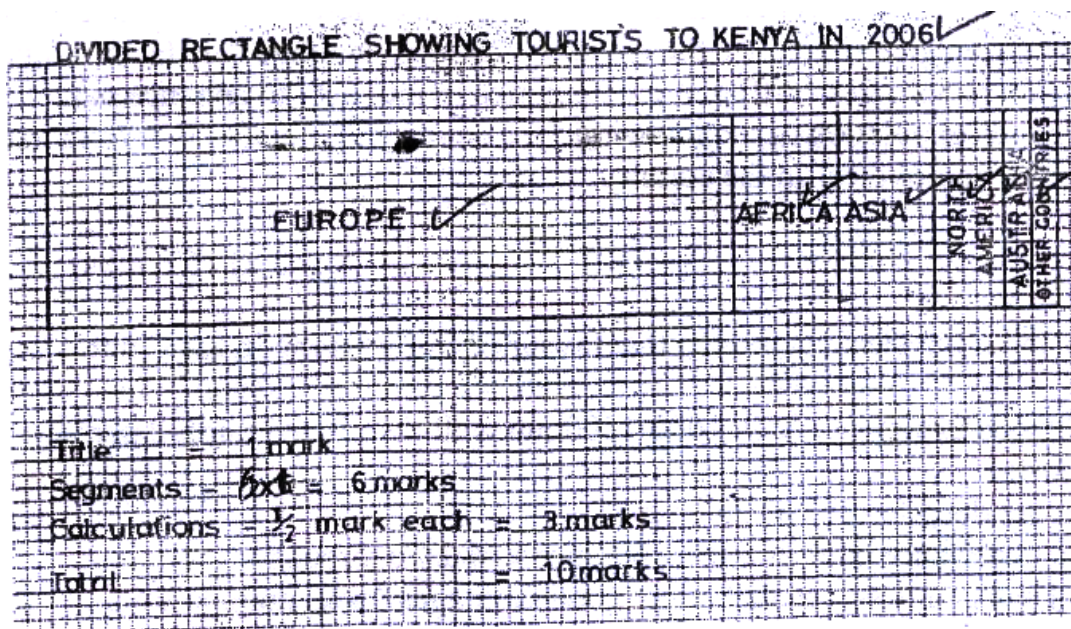 DIVIDED RECTANGLE SHOWING TOURISTS TO KENYA IN 2006
EUROPE
AFRICA
ASIA
NORTH
AMERICA
AUSTRALIA
OTHER COUNTRIES
Title = 1 mark
Segments = = 6 marks
Calculations = ½ mark each = 3 marks
Total = 10 marks